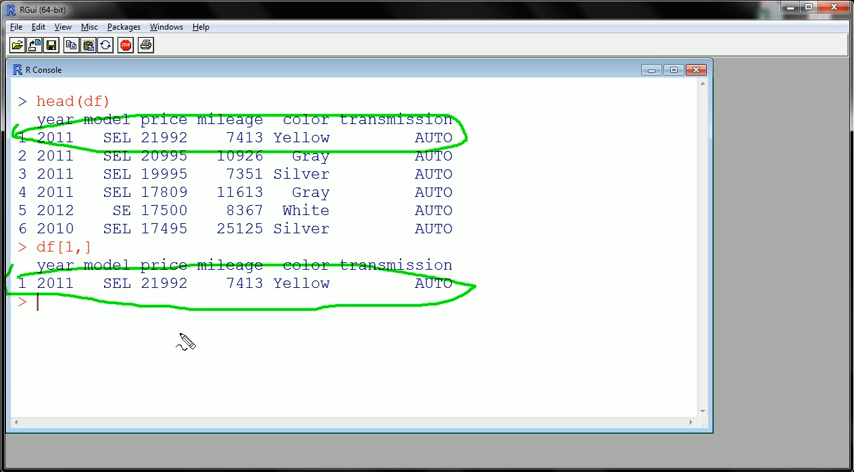 RGui (64-bit)
File Edit View Misc Packages Windows Help
STOP
R Console
> head(df)
year model price mileage color transmission
1 2011 SEL 21992 7413 Yellow AUTO
2 2011 SEL 20995 10926 Gray AUTO
3 2011 SEL 19995 7351 Silver AUTO
4 2011 SEL 17809 11613 Gray AUTO
5 2012 SE 17500 8367 White AUTO
6 2010 SEL 17495 25125 Silver AUTO
> df[1,]
year model price mileage color transmission
1 2011 SEL 21992 7413 Yellow AUTO
>